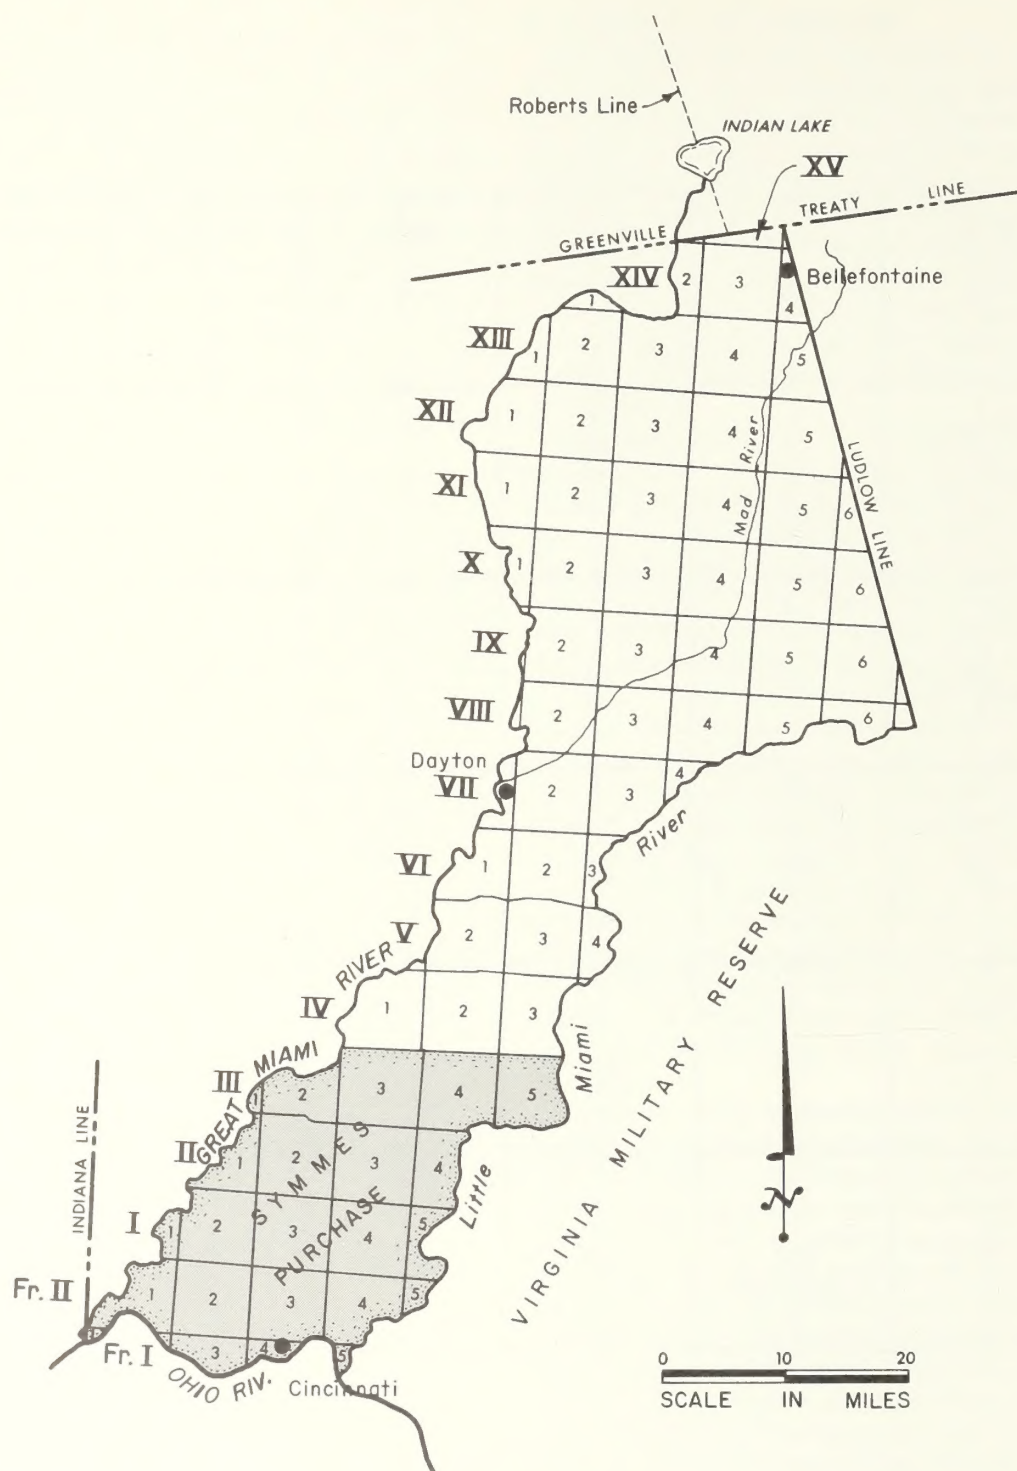 Roberts Line
INDIAN LAKE
XV
GREENVILLE TREATY LINE
XIV 2 3 4
Bellefontaine
1
XIII 1 2 3 4 5
XII 1 2 3 4 5
Mad River
LUDLOW LINE
XI 1 2 3 4 5 6
X 1 2 3 4 5 6
IX 2 3 4 5 6
VIII 2 3 4 5 6
Dayton
VII 2 3 4
VI 1 2 3
V 2 3 4
IV 1 2 3
III 1 2 3 4 5
II 1 2 3 4
I 1 2 3 4 5
Fr. II 1 2 3 4 5
Fr. I 3 4 5
GREAT MIAMI RIVER
Little Miami River
SYMMES
PURCHASE
INDIANA LINE
OHIO RIV.
Cincinnati
VIRGINIA MILITARY RESERVE
N
0 10 20
SCALE IN MILES